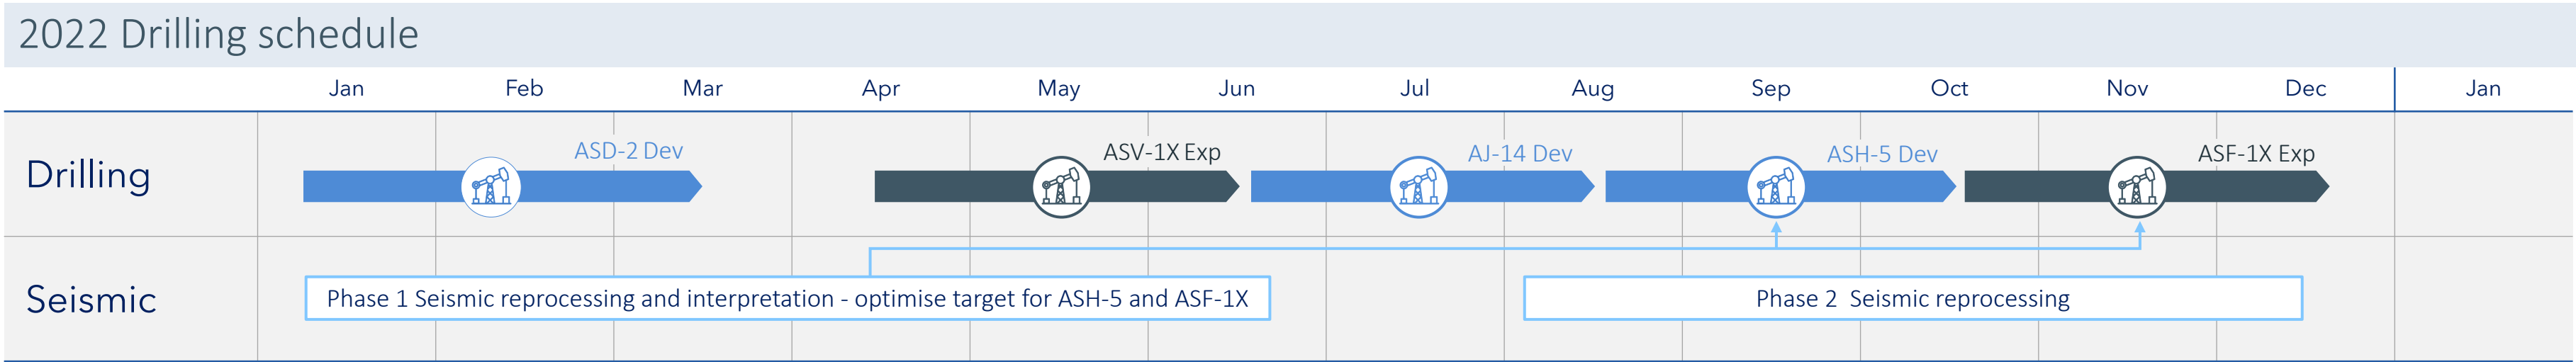 2022 Drilling schedule
Jan Feb Mar Apr May Jun Jul Aug Sep Oct Nov Dec Jan
Drilling
ASD-2 Dev
ASV-1X Exp
AJ-14 Dev
ASH-5 Dev
ASF-1X Exp
Seismic
Phase 1 Seismic reprocessing and interpretation - optimise target for ASH-5 and ASF-1X
Phase 2 Seismic reprocessing